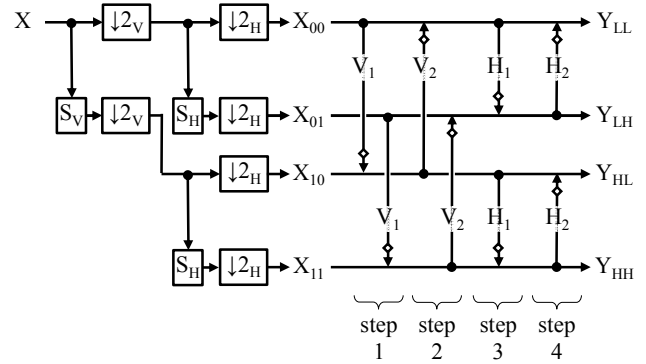 X ↓2V ↓2H X00 YLL
V1 V2 H1 H2
SV ↓2V SH ↓2H X01 YLH
↓2H X10 YHL
V1 V2 H1 H2
SH ↓2H X11 YHH
step step step step
1 2 3 4